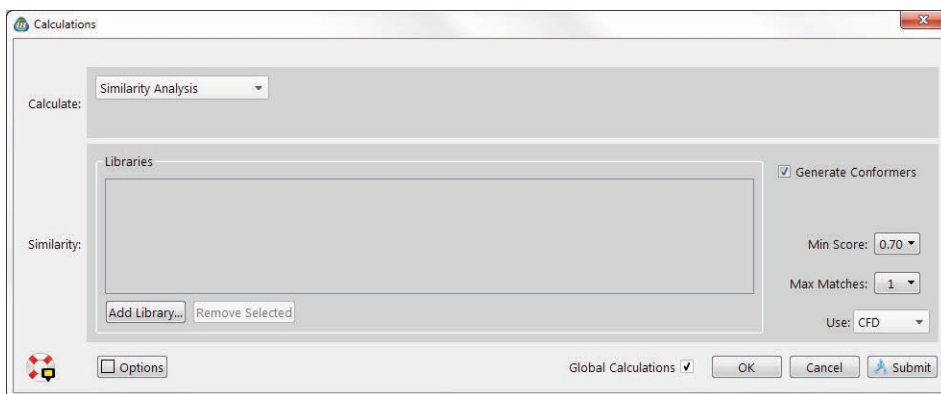 Calculations
Calculate:
Similarity Analysis
Similarity:
Libraries
Generate Conformers
Min Score: 0.70
Max Matches: 1
Add Library... Remove Selected
Use: CFD
Options
Global Calculations
OK
Cancel
Submit